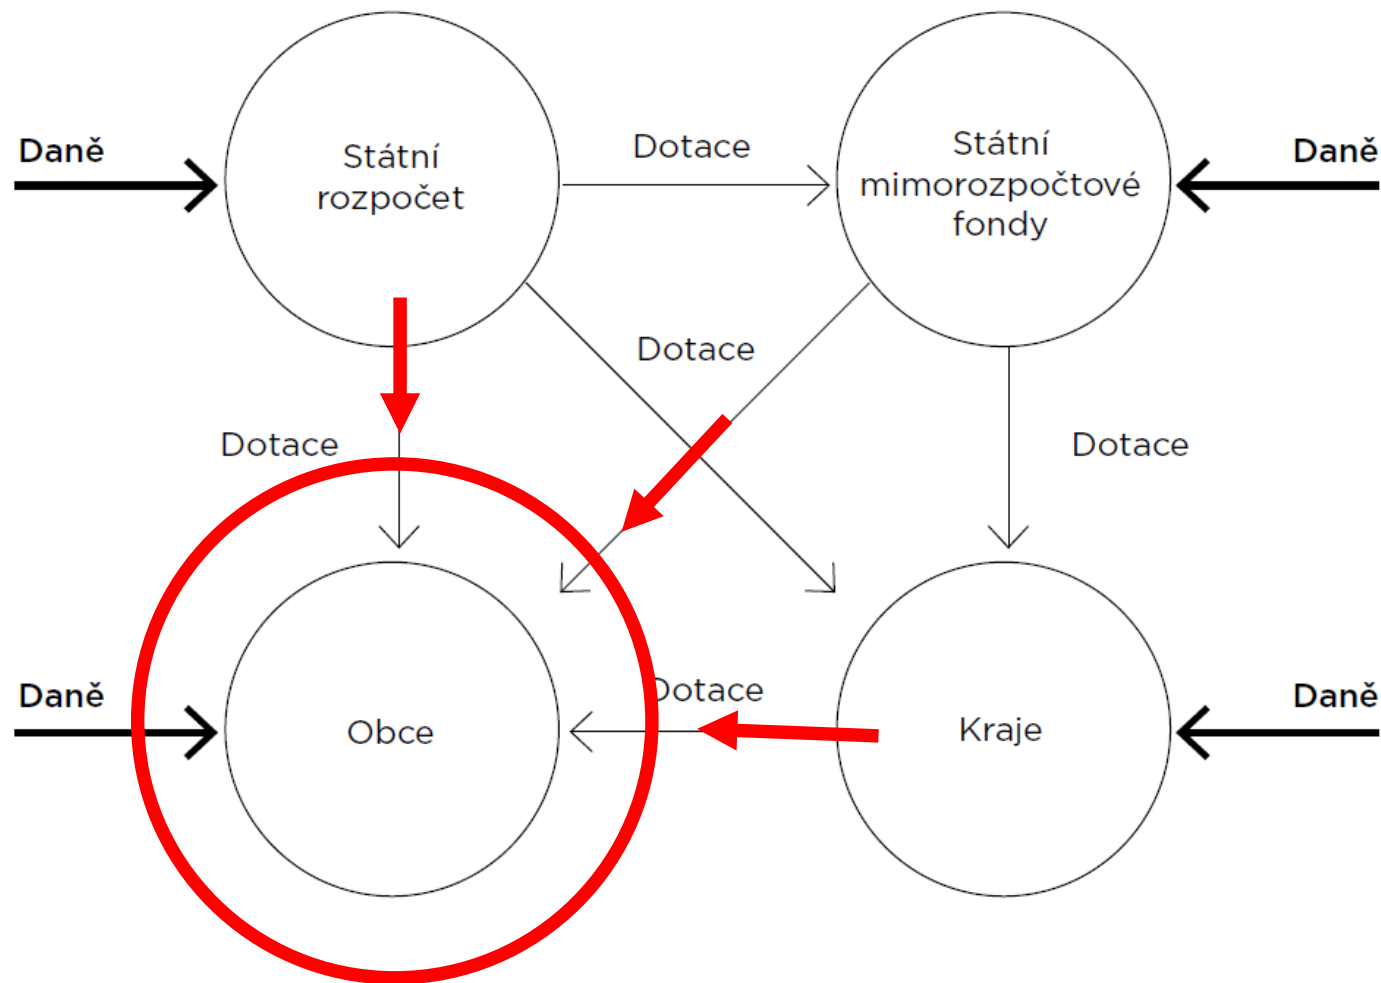 Daně
Státní
rozpočet
Dotace
Státní
mimorozpočtové
fondy
Daně
Dotace
Dotace
Dotace
Daně
Obce
Dotace
Kraje
Daně